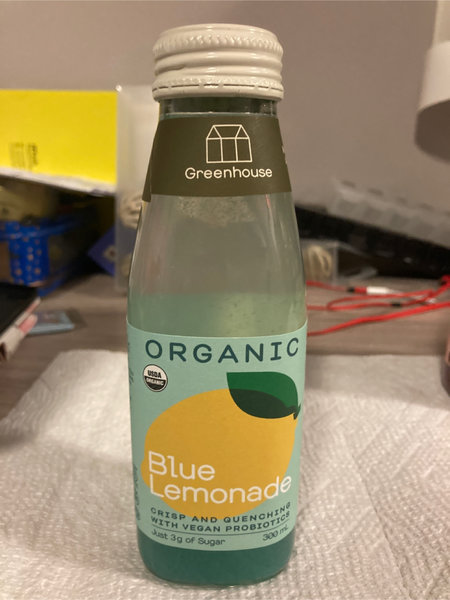 Greenhouse
ORGANIC
USDA
ORGANIC
Blue
Lemonade
CRISP AND QUENCHING
WITH VEGAN PROBIOTICS
Just 3g of Sugar 300 mL